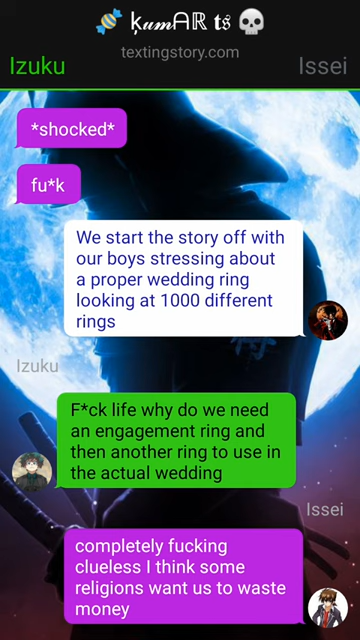 🍬 ķ𝓾𝓶ᗩℝ 𝖙𝖘 💀
textingstory.com
Izuku
Issei
*shocked*
fu*k
We start the story off with
our boys stressing about
a proper wedding ring
looking at 1000 different
rings
Izuku
F*ck life why do we need
an engagement ring and
then another ring to use in
the actual wedding
Issei
completely fucking
clueless I think some
religions want us to waste
money